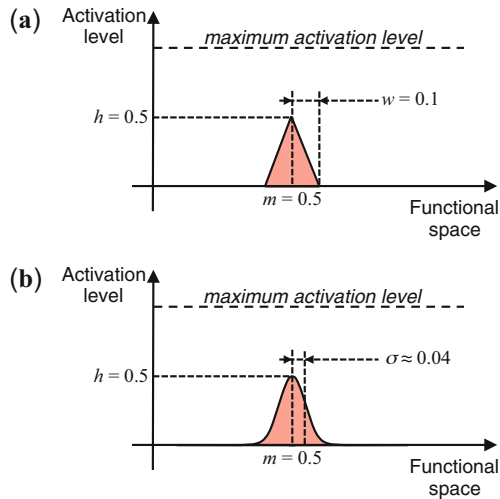 (a)
Activation
level
maximum activation level
w = 0.1
h = 0.5
m = 0.5
Functional
space
(b)
Activation
level
maximum activation level
σ ≈ 0.04
h = 0.5
m = 0.5
Functional
space